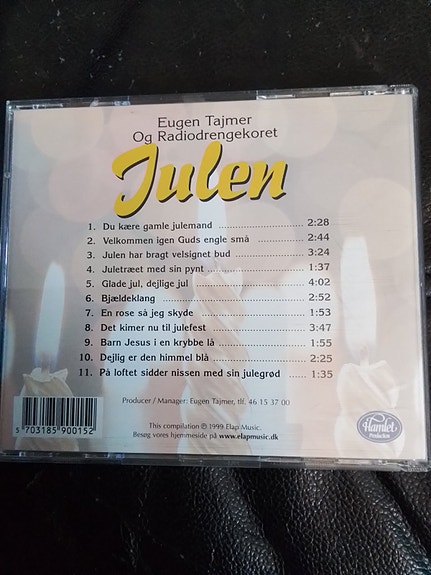 Eugen Tajmer
Og Radiodrengekoret
Julen
1. Du kære gamle julemand ........ 2:28
2. Velkommen igen Guds engle små ........ 2:44
3. Julen har bragt velsignet bud ........ 3:24
4. Juletræet med sin pynt ........ 1:37
5. Glade jul, dejlige jul ........ 4:02
6. Bjældeklang ........ 2:52
7. En rose så jeg skyde ........ 1:53
8. Det kimer nu til julefest ........ 3:47
9. Barn Jesus i en krybbe lå ........ 1:55
10. Dejlig er den himmel blå ........ 2:25
11. På loftet sidder nissen med sin julegrød ...... 1:35
Producer / Manager: Eugen Tajmer, tlf. 46 15 37 00
This compilation ℗ 1999 Elap Music.
Besøg vores hjemmeside på www.elapmusic.dk
5 703185 900152
Hamlet
Production